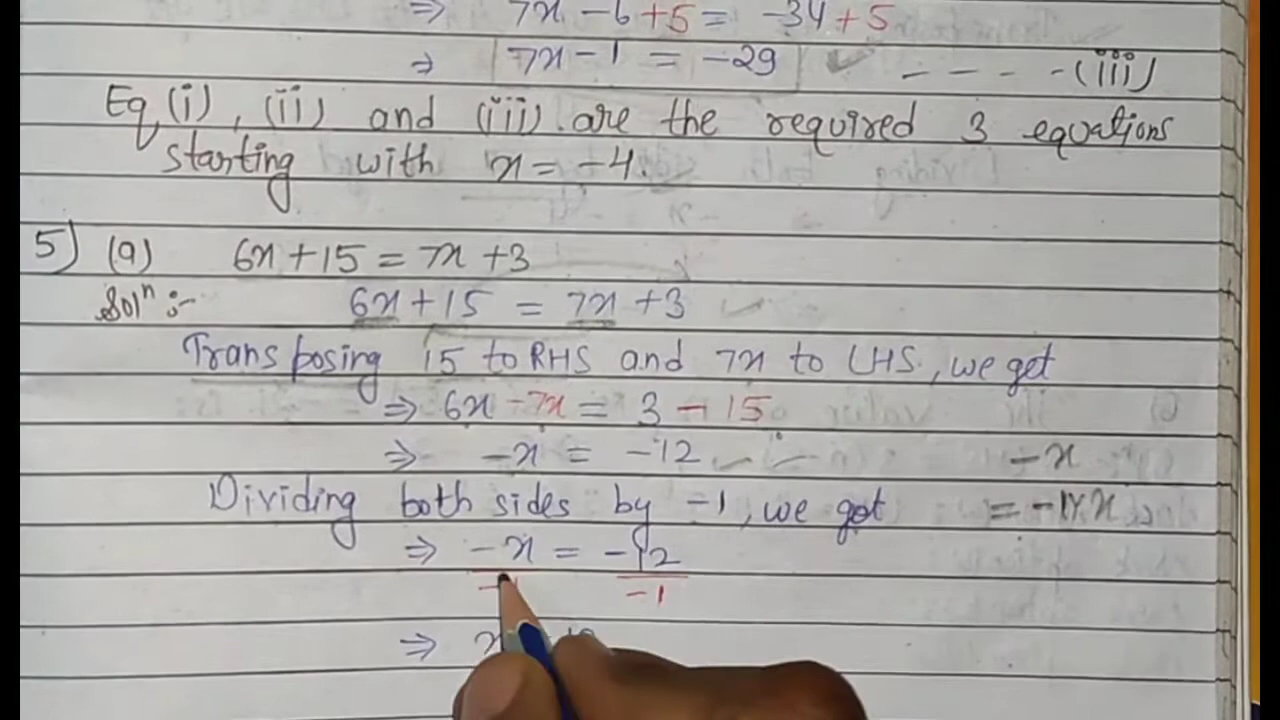 ⇒ 7x - 6 + 5 = -34 + 5
⇒ 7x - 1 = -29 ✓ - - - - (iii)
Eq (i), (ii) and (iii) are the required 3 equations
starting with x = -4.
5) (a) 6x + 15 = 7x + 3
Solⁿ :- 6x + 15 = 7x + 3
Transposing 15 to RHS and 7x to LHS, we get
⇒ 6x - 7x = 3 - 15
⇒ -x = -12 -x
Dividing both sides by -1, we get = -1 × x
⇒ -x = -12
-1 -1
⇒ x